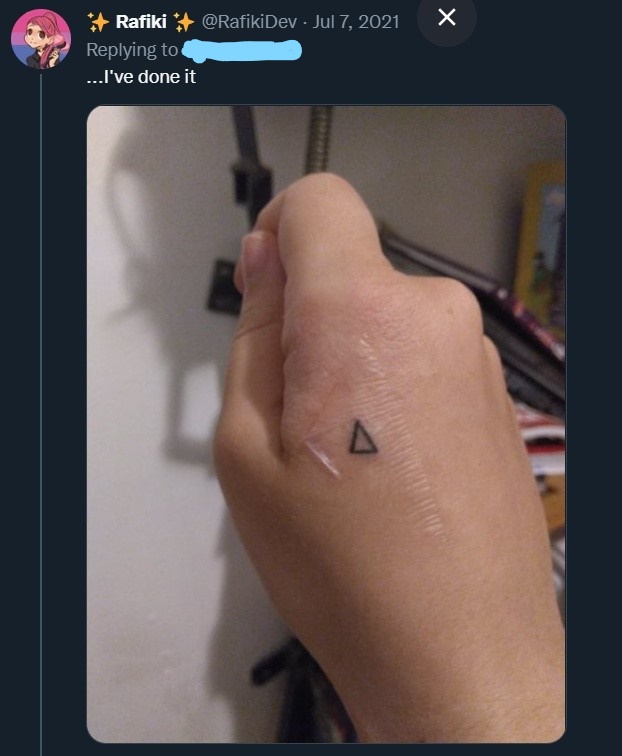 ✨ Rafiki ✨ @RafikiDev · Jul 7, 2021
Replying to
...I've done it